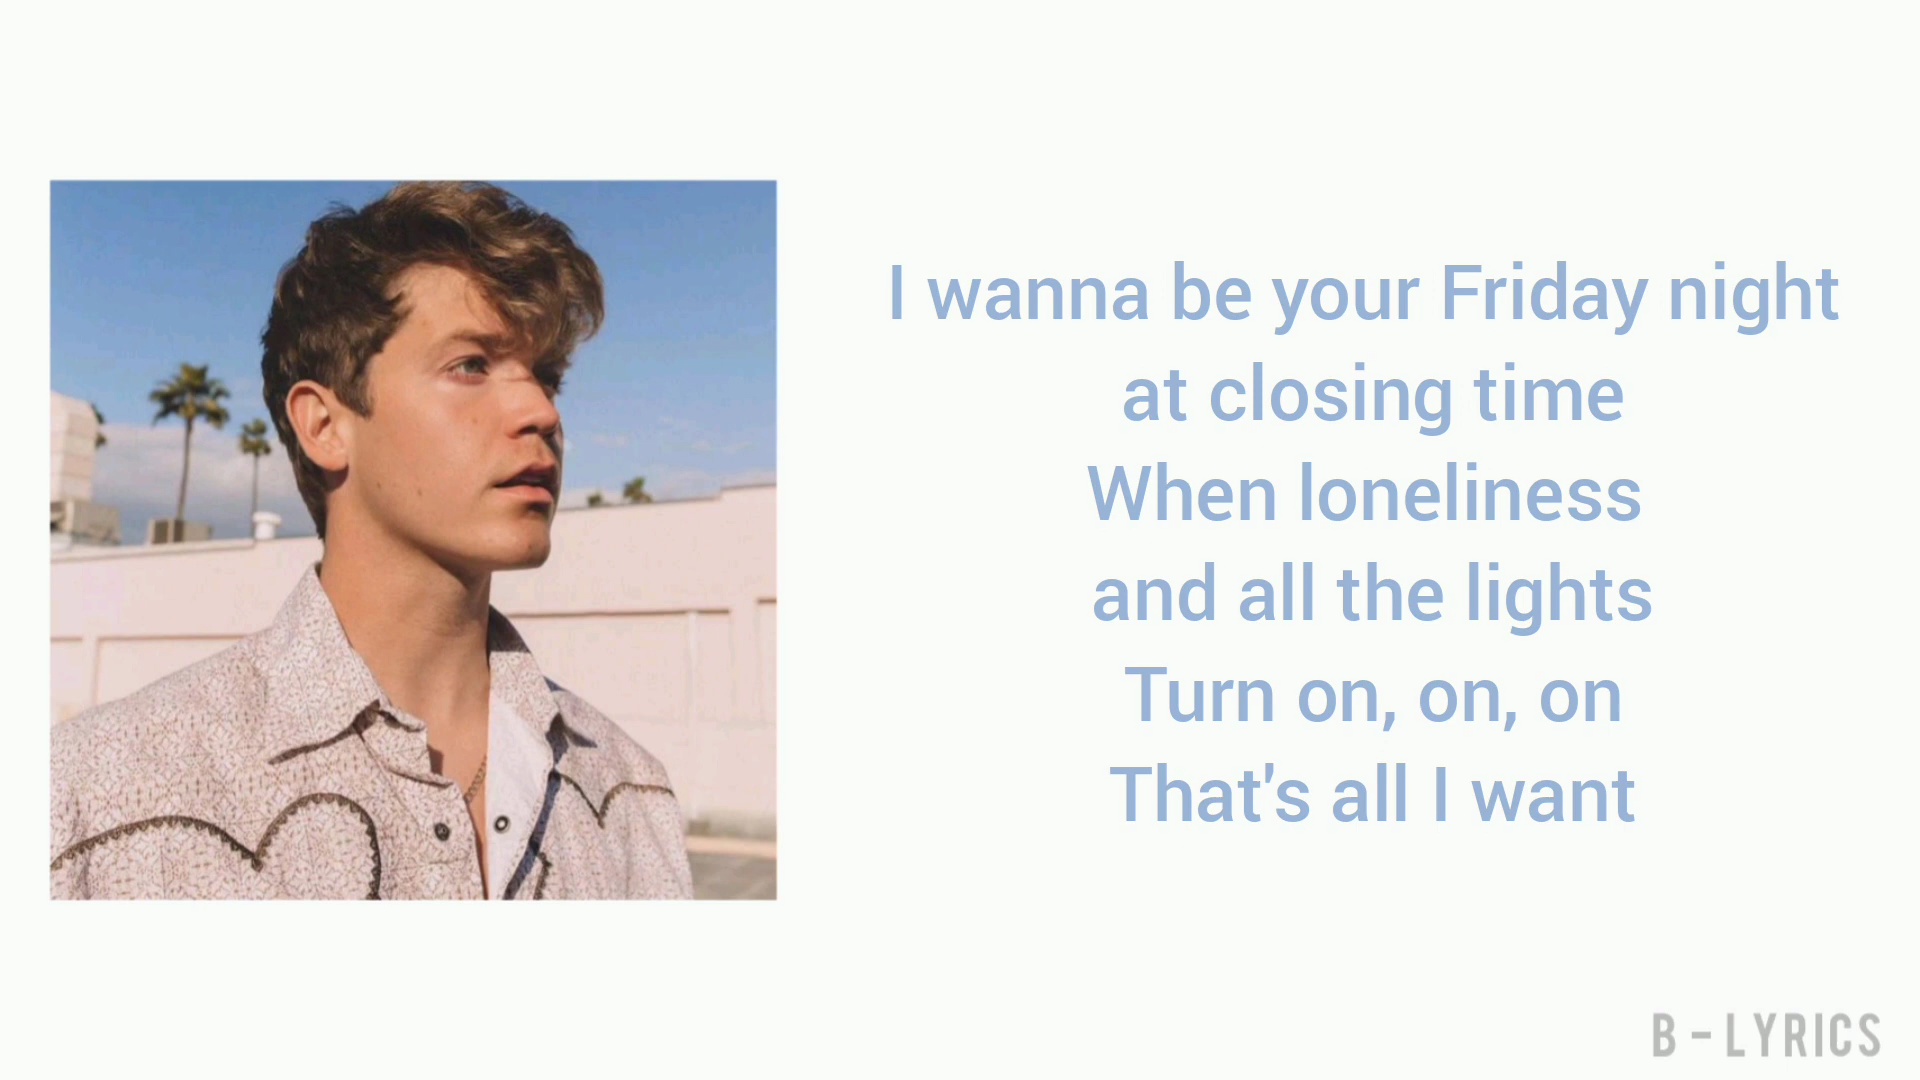 I wanna be your Friday night
at closing time
When loneliness
and all the lights
Turn on, on, on
That's all I want
B - LYRICS